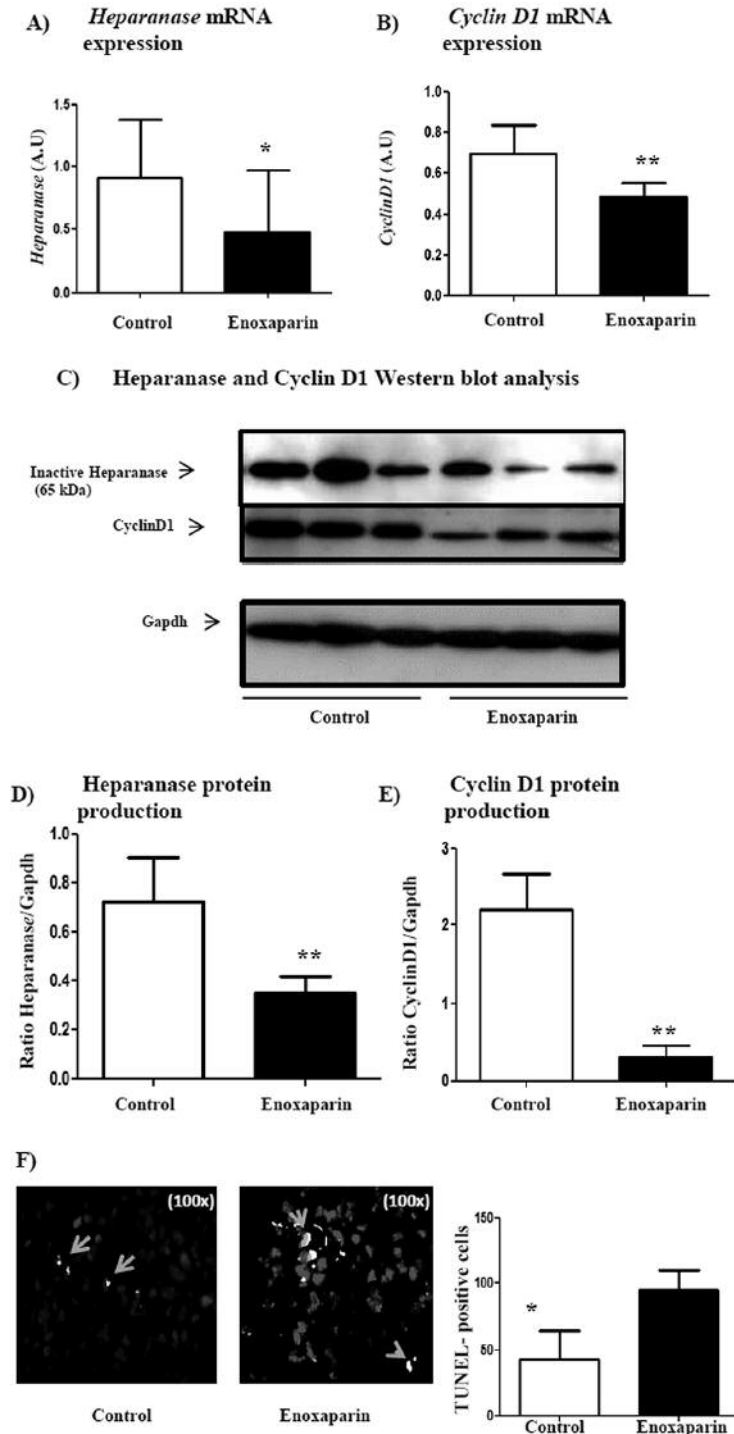 A) Heparanase mRNA
expression
1.5
1.0
0.5
0.0
Heparanase (A.U)
*
Control Enoxaparin
B) Cyclin D1 mRNA
expression
0.8
0.6
0.4
0.2
0.0
CyclinD1 (A.U)
**
Control Enoxaparin
C) Heparanase and Cyclin D1 Western blot analysis
Inactive Heparanase
(65 kDa)
CyclinD1
Gapdh
Control Enoxaparin
D) Heparanase protein
production
1.0
0.8
0.6
0.4
0.2
0.0
Ratio Heparanase/Gapdh
**
Control Enoxaparin
E) Cyclin D1 protein
production
3
2
1
0
Ratio CyclinD1/Gapdh
**
Control Enoxaparin
F)
(100x)
Control
(100x)
Enoxaparin
150
100
50
0
TUNEL- positive cells
*
Control Enoxaparin